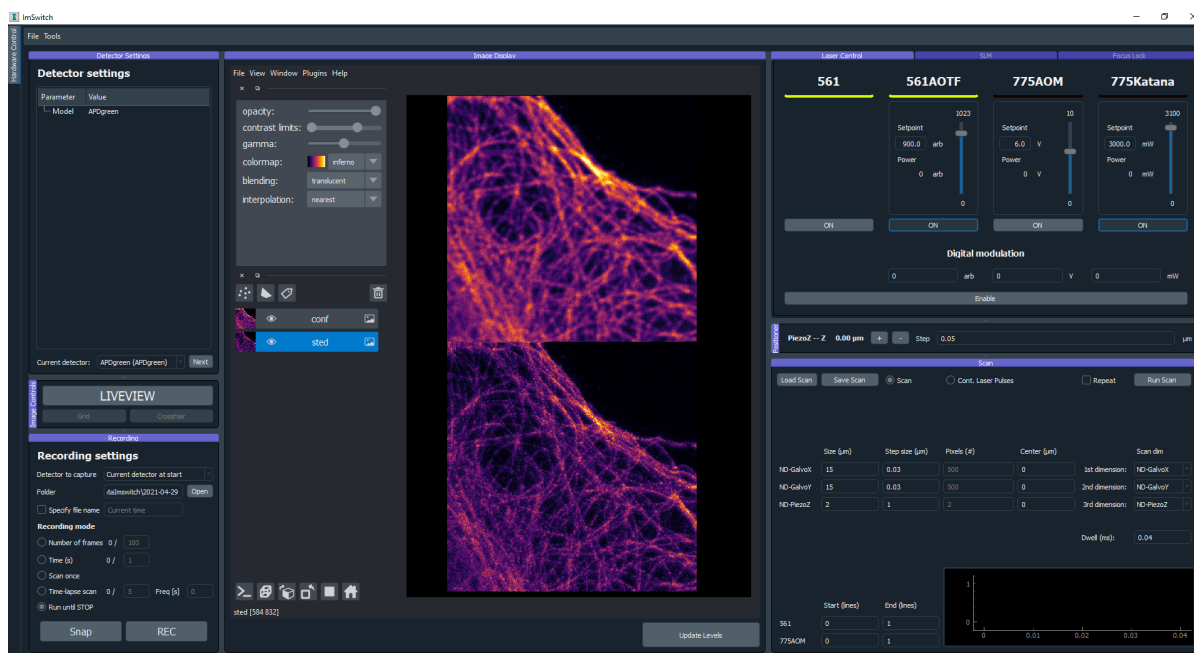 ImSwitch
File Tools
Hardware Control
Detector Settings
Detector settings
Parameter Value
Model APDgreen
Current detector: APDgreen (APDgreen) Next
Image Controls
LIVEVIEW
Grid Crosshair
Recording
Recording settings
Detector to capture Current detector at start
Folder \2021-04-29 Open
Specify file name Current time
Recording mode
Number of frames 0 / 100
Time (s) 0 / 1
Scan once
Time-lapse scan 0 / 5 Freq [s] 0
Run until STOP
Snap REC
Image Display
File View Window Plugins Help
opacity:
contrast limits:
gamma:
colormap: inferno
blending: translucent
interpolation: nearest
conf
sted
sted [584 832]
Update Levels
Laser Control SLM Focus Lock
561 561AOTF 775AOM 775Katana
1023 10 3100
Setpoint Setpoint Setpoint
900.0 arb 6.0 V 3000.0 mW
Power Power Power
0 arb 0 V 0 mW
0 0 0
ON ON ON ON
Digital modulation
0 arb 0 V 0 mW
Enable
Positioner
PiezoZ -- Z 0.00 µm + - Step 0.05 µm
Scan
Load Scan Save Scan Scan Cont. Laser Pulses Repeat Run Scan
Size (µm) Step size (µm) Pixels (#) Center (µm) Scan dim
ND-GalvoX 15 0.03 500 0 1st dimension: ND-GalvoX
ND-GalvoY 15 0.03 500 0 2nd dimension: ND-GalvoY
ND-PiezoZ 2 1 2 0 3rd dimension: ND-PiezoZ
Dwell (ms): 0.04
Start (lines) End (lines)
561 0 1
775AOM 0 1
1
0
0 0.01 0.02 0.03 0.04